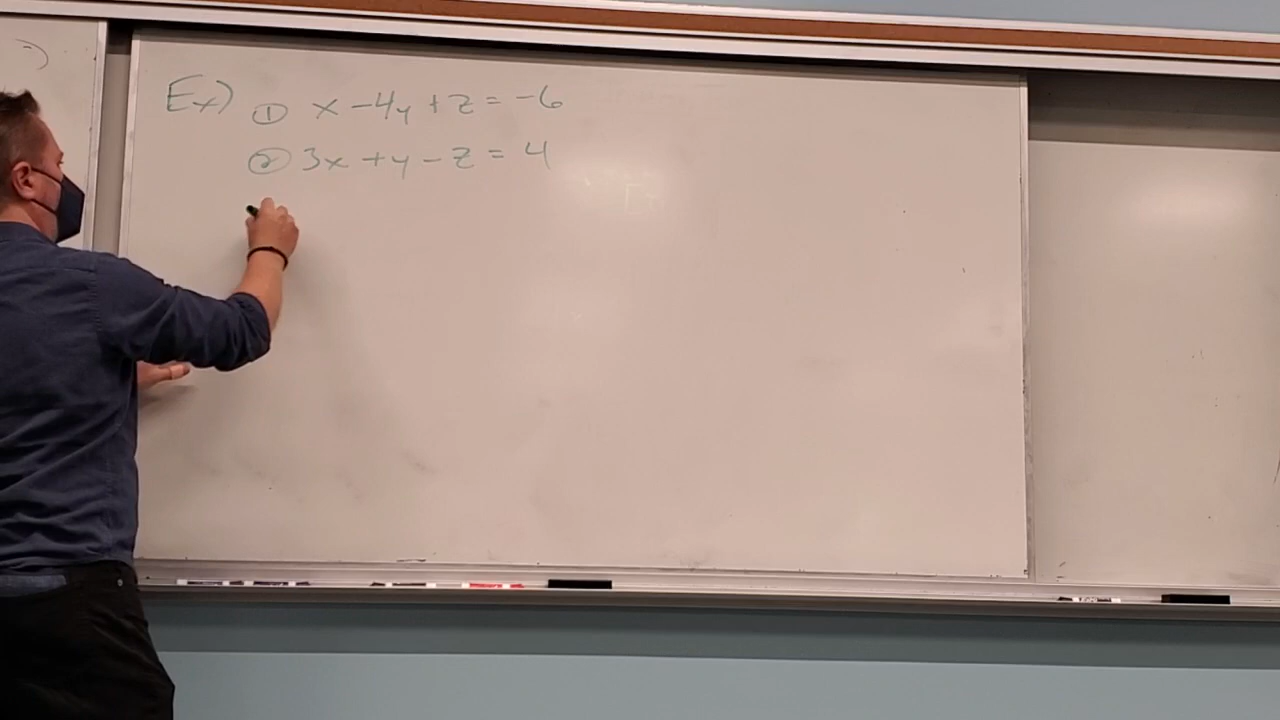 Ex) ① x - 4y + z = -6
② 3x + y - z = 4